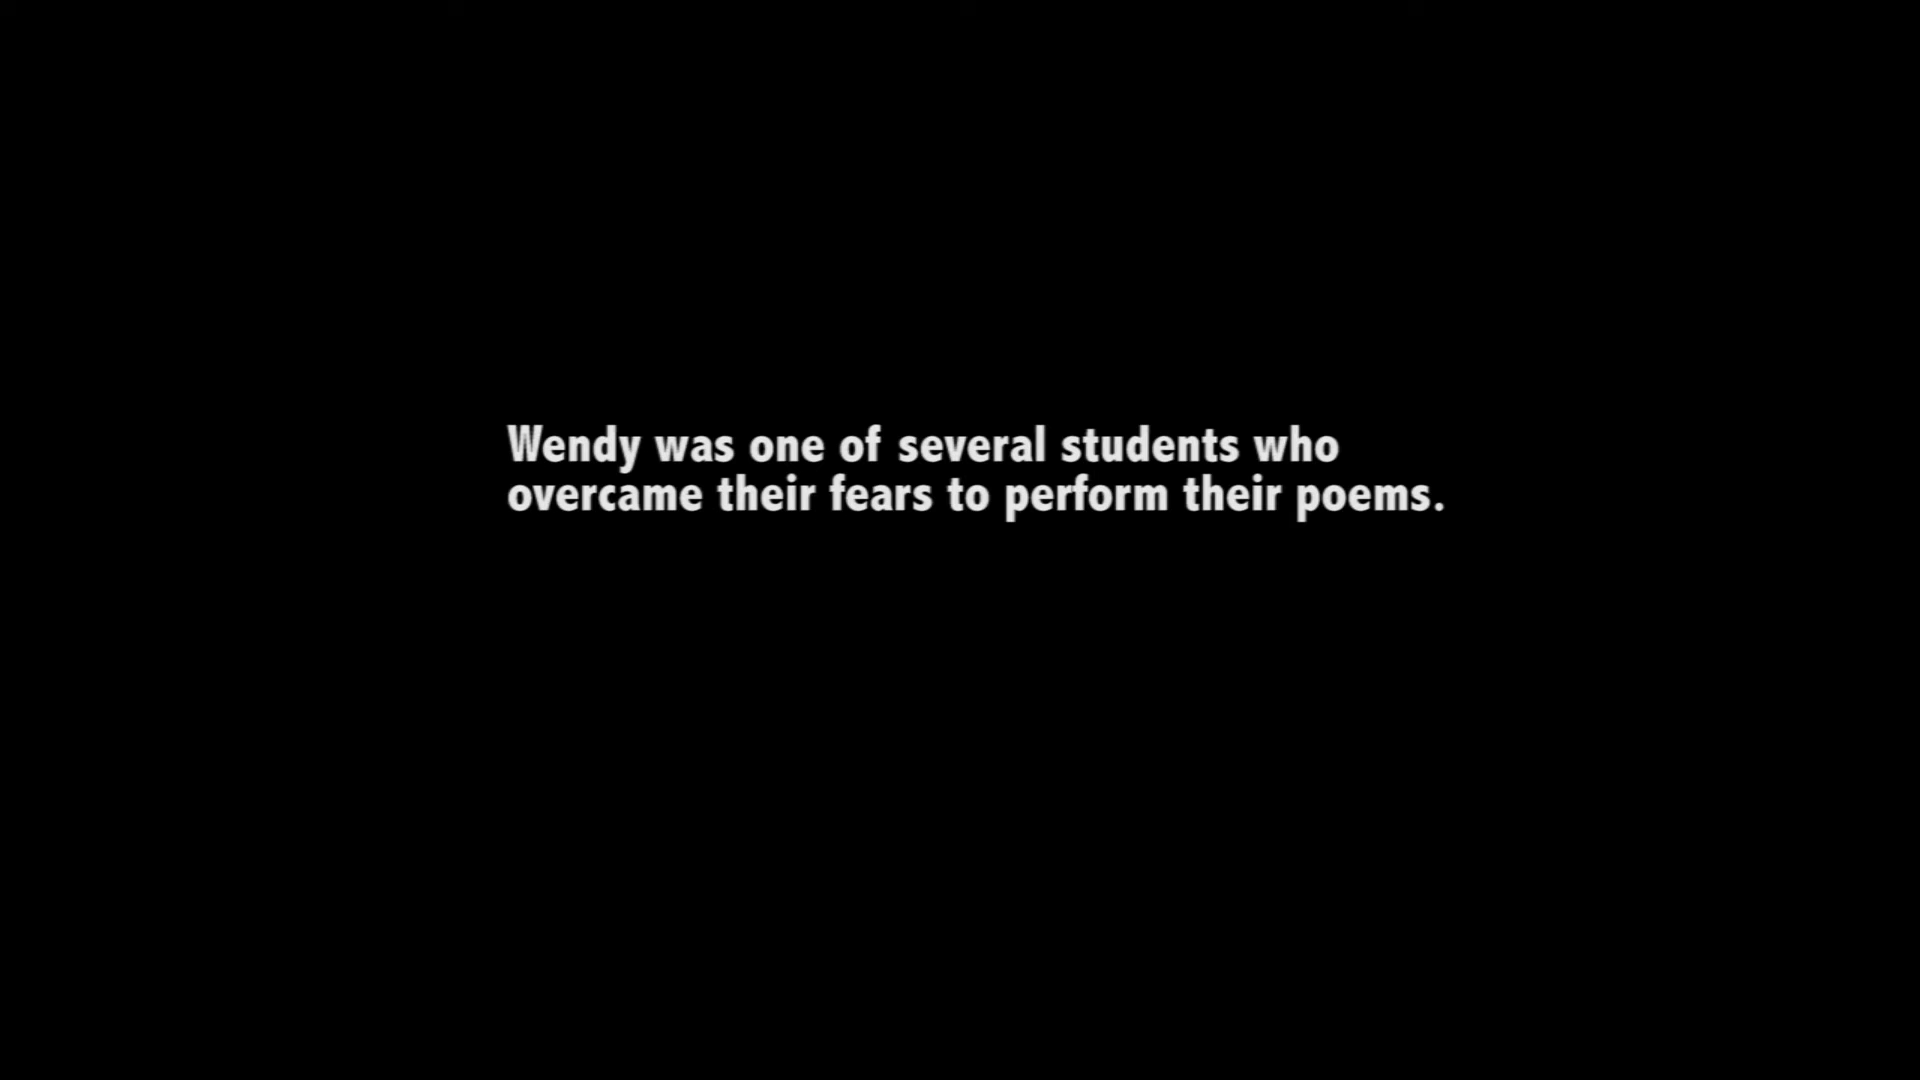 Wendy was one of several students who
overcame their fears to perform their poems.